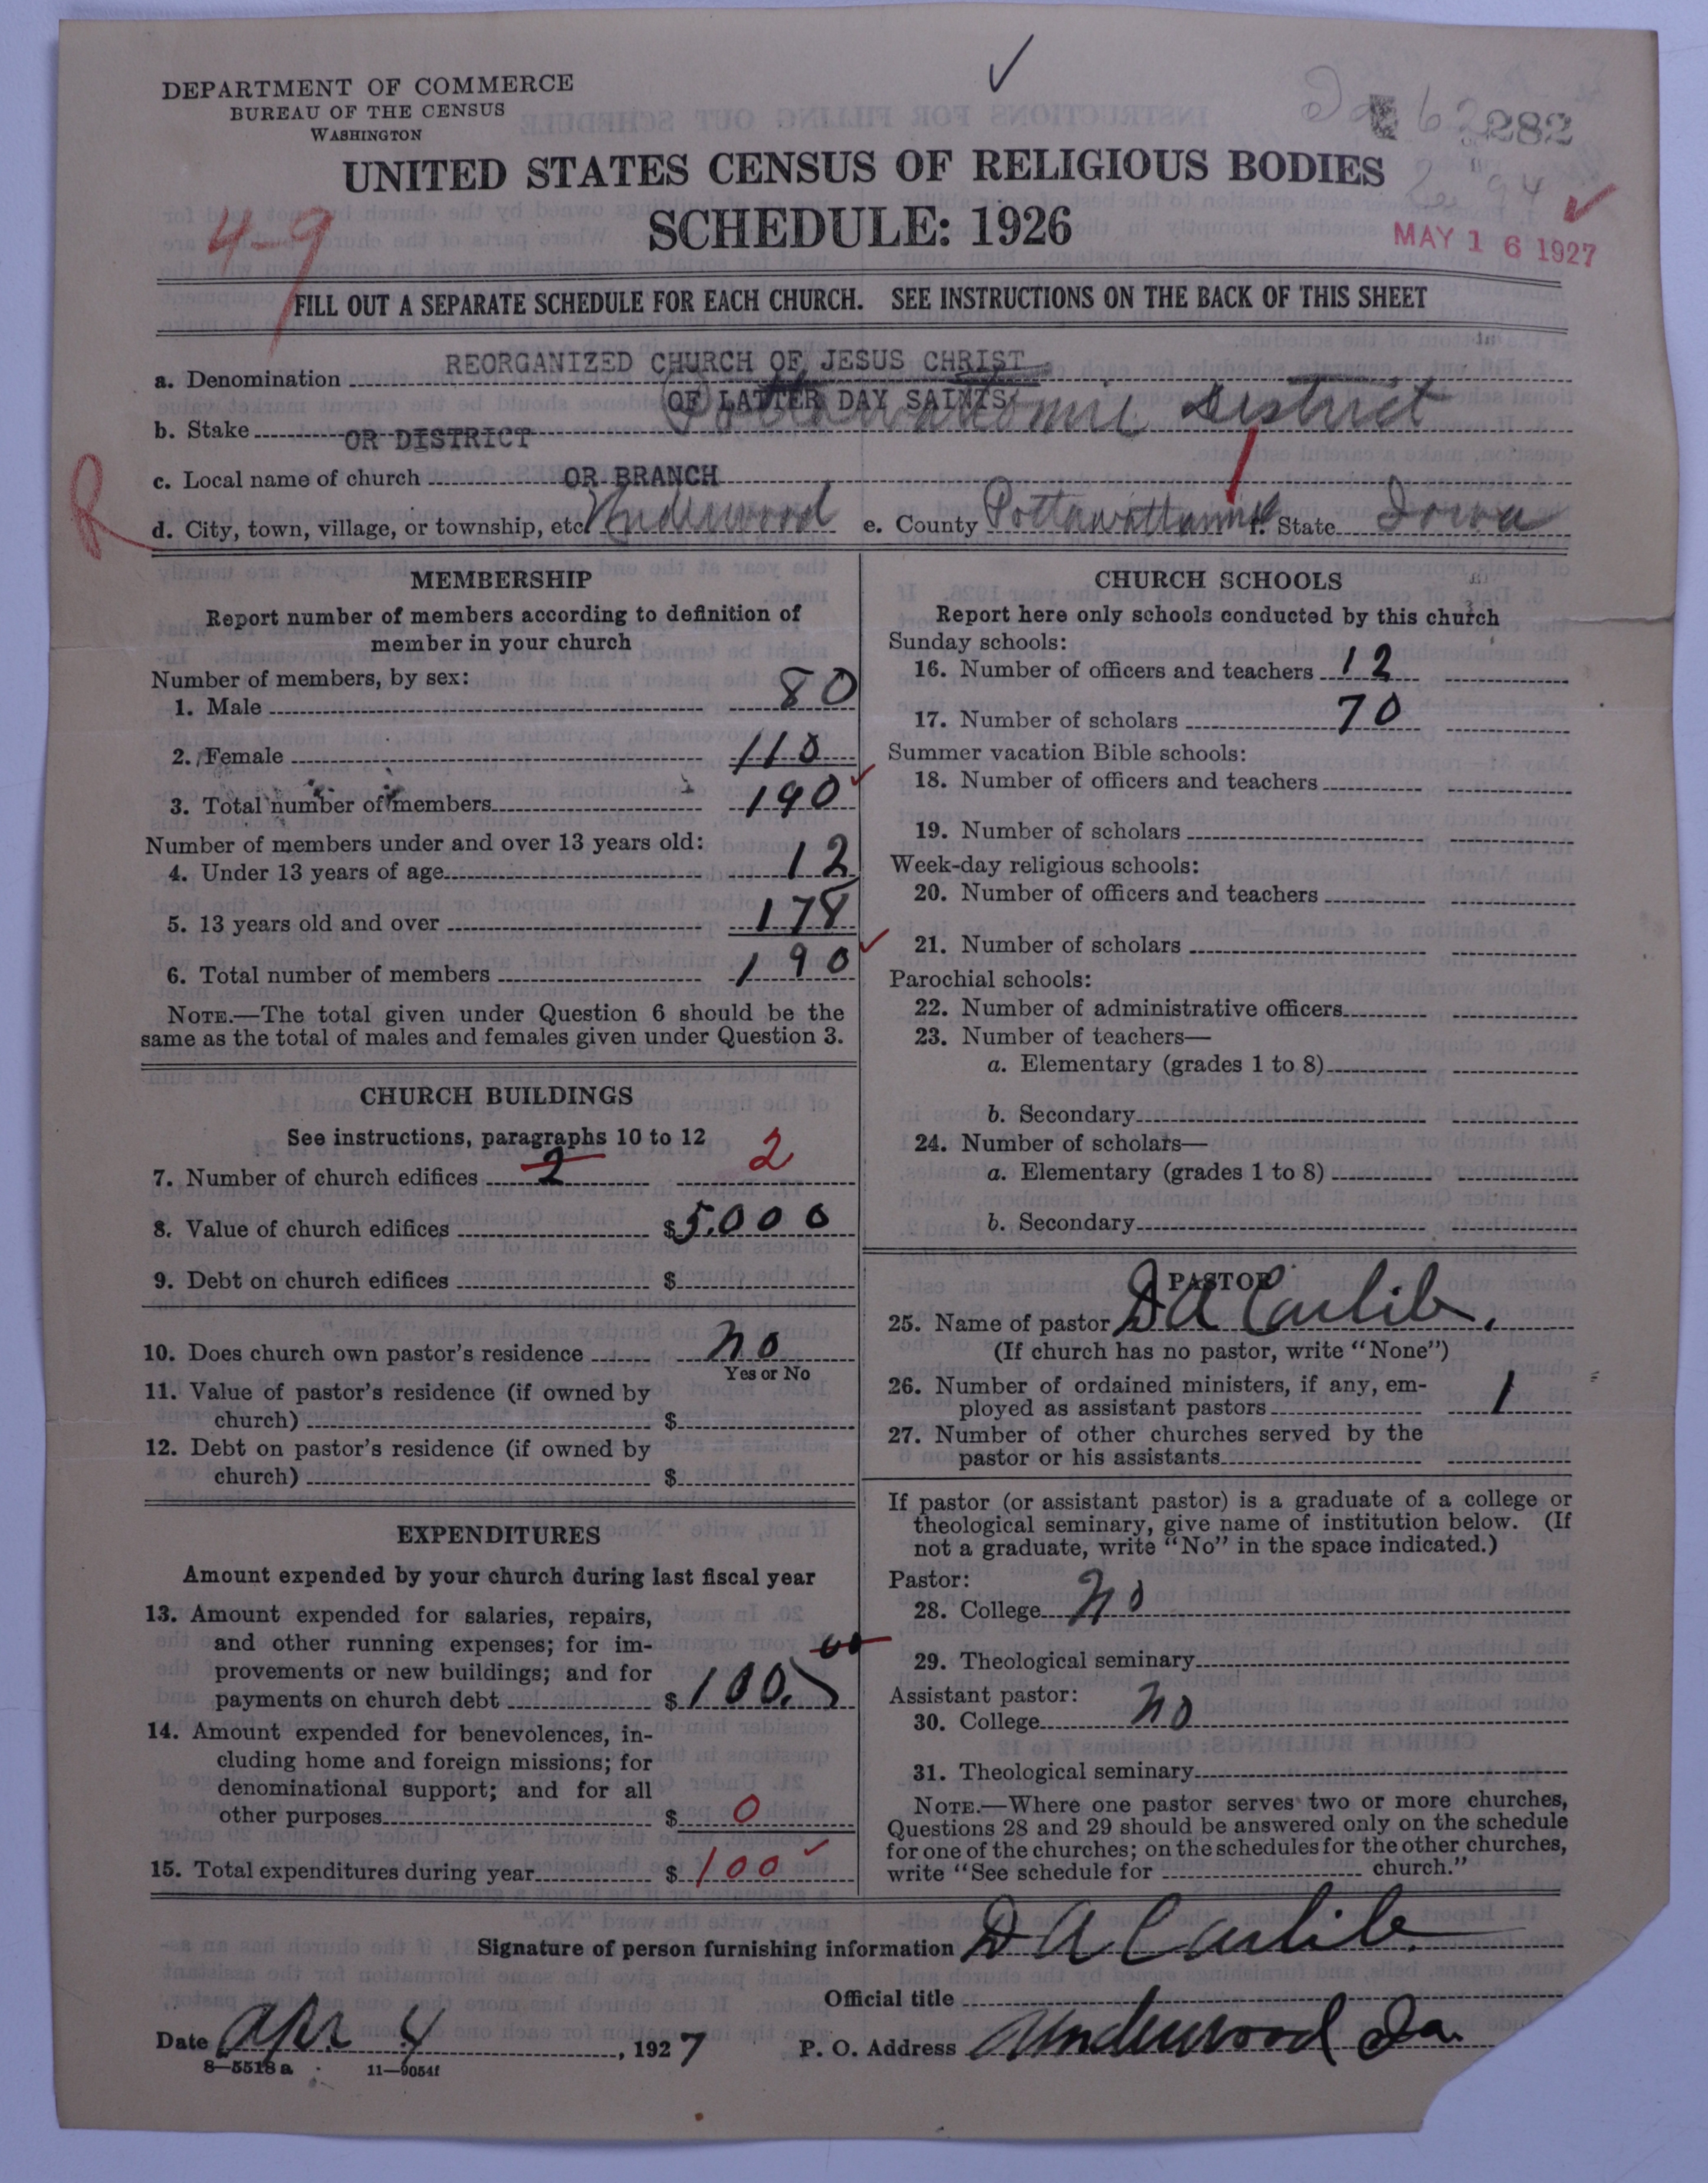 DEPARTMENT OF COMMERCE
BUREAU OF THE CENSUS
WASHINGTON
282
UNITED STATES CENSUS OF RELIGIOUS BODIES
SCHEDULE: 1926
4-9
MAY 16 1927
FILL OUT A SEPARATE SCHEDULE FOR EACH CHURCH. SEE INSTRUCTIONS ON THE BACK OF THIS SHEET
a. Denomination REORGANIZED CHURCH OF JESUS CHRIST
OF LATTER DAY SAINTS
b. Stake OR DISTRICT Pottawattamie District
R
c. Local name of church OR BRANCH
d. City, town, village, or township, etc. Underwood e. County Pottawattamie f. State Iowa
MEMBERSHIP
Report number of members according to definition of
member in your church
Number of members, by sex:
1. Male 80
2. Female 110
3. Total number of members 190
Number of members under and over 13 years old:
4. Under 13 years of age 12
5. 13 years old and over 178
6. Total number of members 190
NOTE.—The total given under Question 6 should be the
same as the total of males and females given under Question 3.
CHURCH BUILDINGS
See instructions, paragraphs 10 to 12
7. Number of church edifices 2 2
8. Value of church edifices $5,000
9. Debt on church edifices $
10. Does church own pastor's residence no
Yes or No
11. Value of pastor's residence (if owned by
church) $
12. Debt on pastor's residence (if owned by
church) $
EXPENDITURES
Amount expended by your church during last fiscal year
13. Amount expended for salaries, repairs,
and other running expenses; for im-
provements or new buildings; and for
payments on church debt $100.00
14. Amount expended for benevolences, in-
cluding home and foreign missions; for
denominational support; and for all
other purposes $ 0
15. Total expenditures during year $ 100
CHURCH SCHOOLS
Report here only schools conducted by this church
Sunday schools:
16. Number of officers and teachers 12
17. Number of scholars 70
Summer vacation Bible schools:
18. Number of officers and teachers
19. Number of scholars
Week-day religious schools:
20. Number of officers and teachers
21. Number of scholars
Parochial schools:
22. Number of administrative officers
23. Number of teachers—
a. Elementary (grades 1 to 8)
b. Secondary
24. Number of scholars—
a. Elementary (grades 1 to 8)
b. Secondary
PASTOR
25. Name of pastor D A Carlile.
(If church has no pastor, write "None")
26. Number of ordained ministers, if any, em-
ployed as assistant pastors 1
27. Number of other churches served by the
pastor or his assistants
If pastor (or assistant pastor) is a graduate of a college or
theological seminary, give name of institution below. (If
not a graduate, write "No" in the space indicated.)
Pastor:
28. College no
29. Theological seminary
Assistant pastor:
30. College no
31. Theological seminary
NOTE.—Where one pastor serves two or more churches,
Questions 28 and 29 should be answered only on the schedule
for one of the churches; on the schedules for the other churches,
write "See schedule for church."
Signature of person furnishing information D A Carlile.
Official title
Date Apr 4, 1927 P. O. Address Underwood Ia.
8—5518a 11—9054f